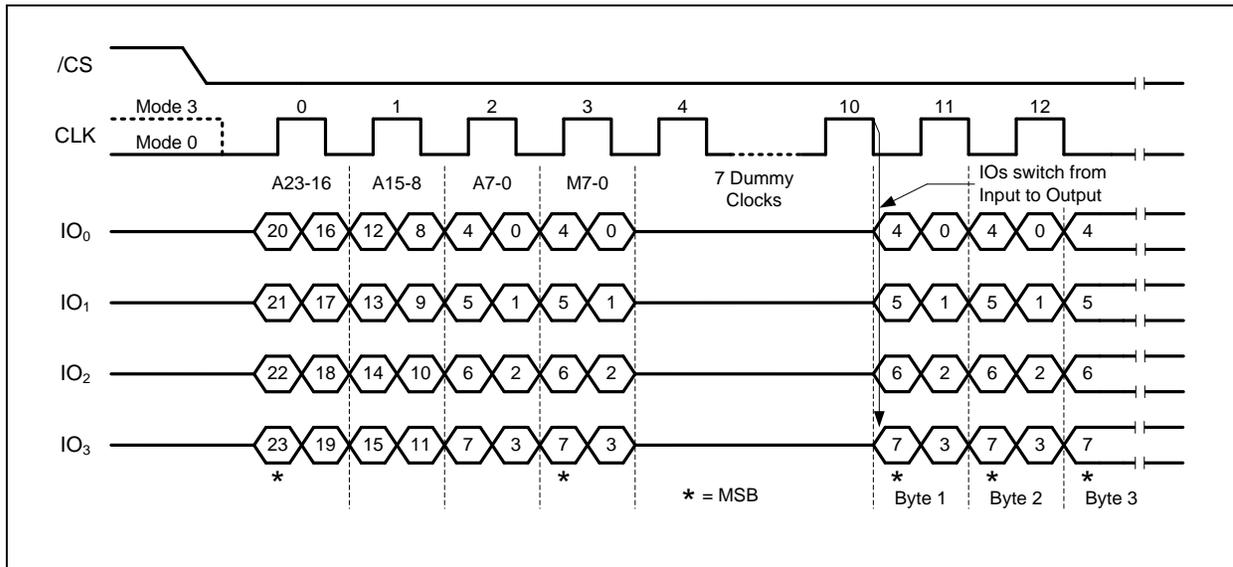 /CS
Mode 3
0 1 2 3 4 10 11 12
CLK
Mode 0
A23-16 A15-8 A7-0 M7-0
7 Dummy
Clocks
IOs switch from
Input to Output
IO0 20 16 12 8 4 0 4 0 4 0 4 0 4
IO1 21 17 13 9 5 1 5 1 5 1 5 1 5
IO2 22 18 14 10 6 2 6 2 6 2 6 2 6
IO3 23 19 15 11 7 3 7 3 7 3 7 3 7
* * * * *
* = MSB
Byte 1 Byte 2 Byte 3